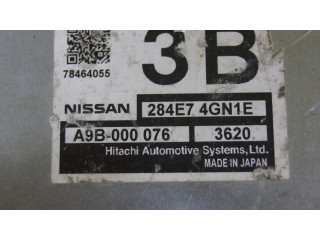 3B
78464055
NISSAN 284E7 4GN1E
A9B-000 076 3620
Hitachi Automotive Systems,Ltd.
MADE IN JAPAN